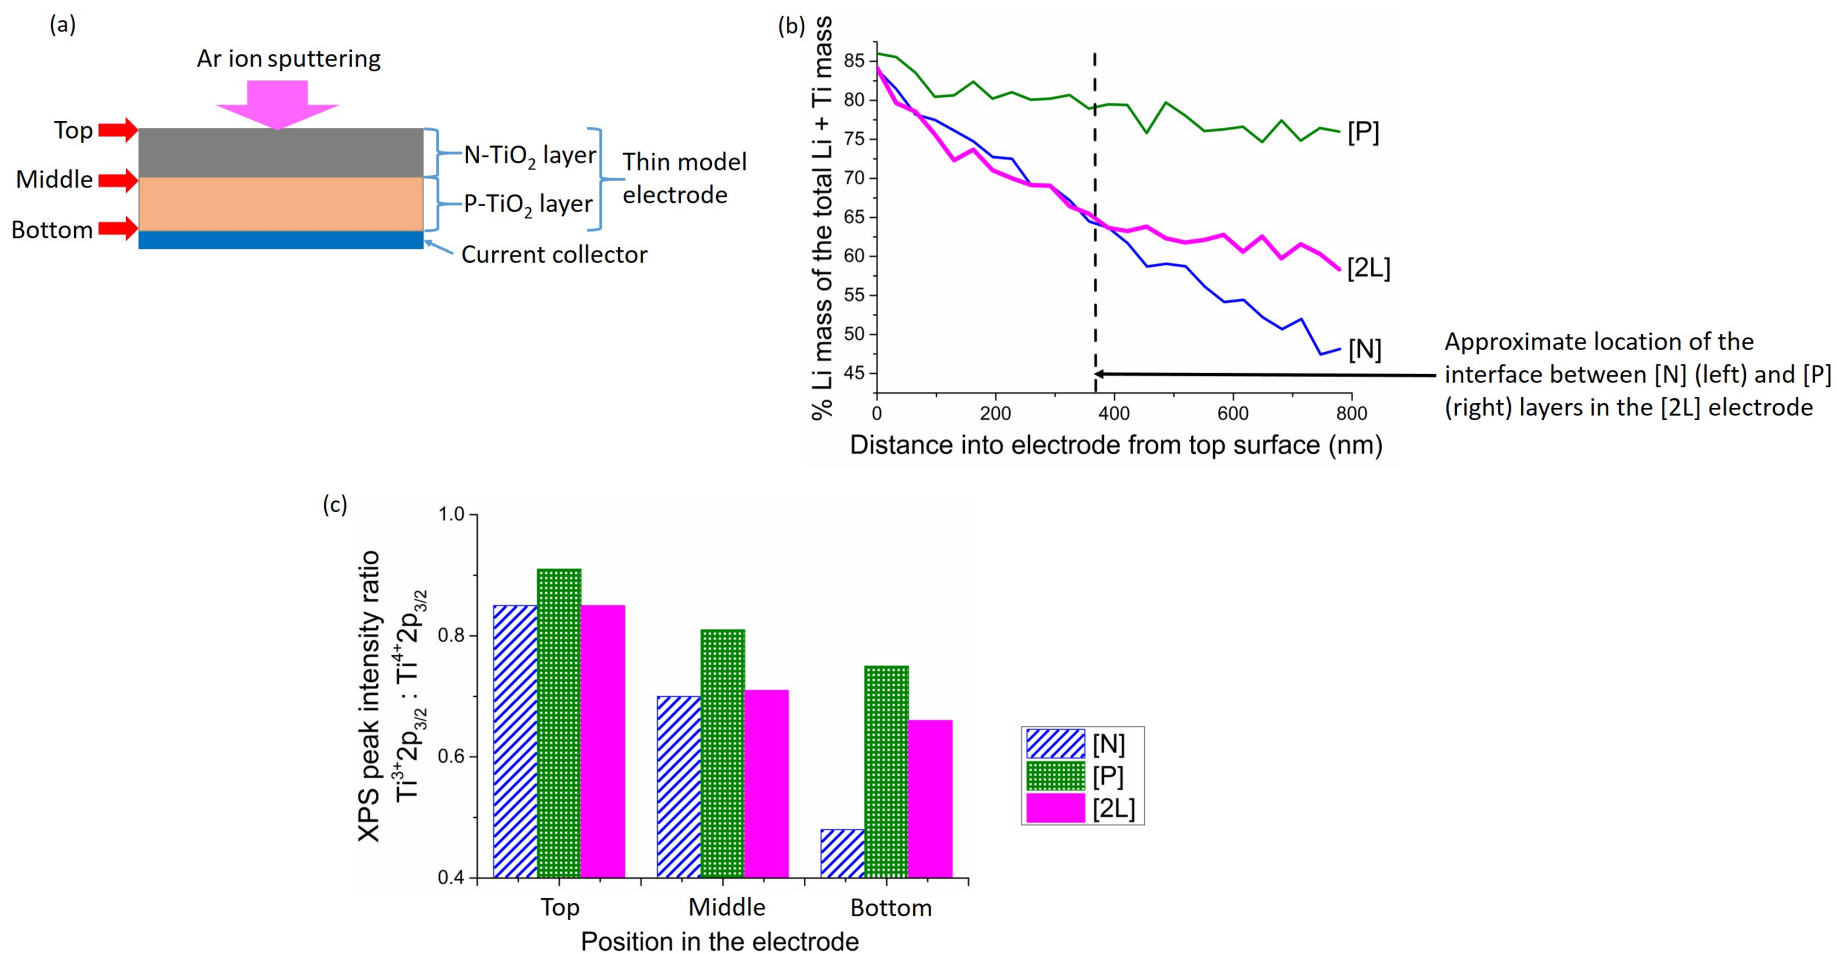 (a)
Ar ion sputtering
Top
Middle
Bottom
N-TiO2 layer
P-TiO2 layer
Thin model
electrode
Current collector
(b)
% Li mass of the total Li + Ti mass
85
80
75
70
65
60
55
50
45
0 200 400 600 800
Distance into electrode from top surface (nm)
[P]
[2L]
[N]
Approximate location of the
interface between [N] (left) and [P]
(right) layers in the [2L] electrode
(c)
XPS peak intensity ratio
Ti3+2p3/2 : Ti4+2p3/2
1.0
0.8
0.6
0.4
Top Middle Bottom
Position in the electrode
[N]
[P]
[2L]